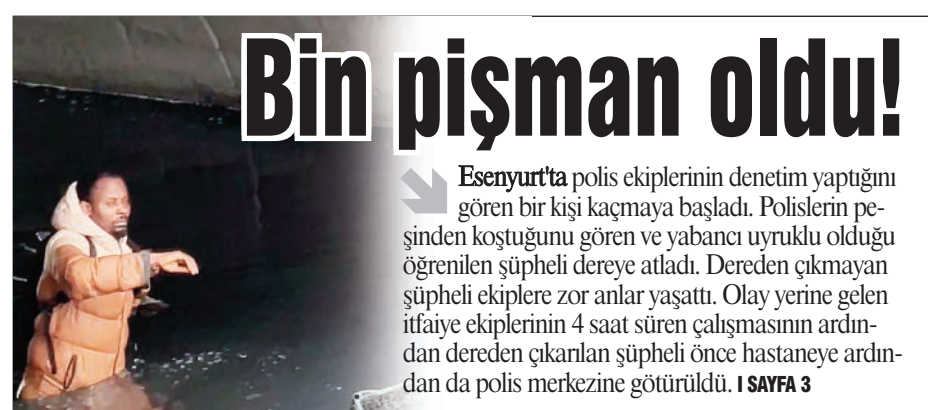 Bin pişman oldu!
Esenyurt'ta polis ekiplerinin denetim yaptığını
gören bir kişi kaçmaya başladı. Polislerin pe-
şinden koştuğunu gören ve yabancı uyruklu olduğu
öğrenilen şüpheli dereye atladı. Dereden çıkmayan
şüpheli ekiplere zor anlar yaşattı. Olay yerine gelen
itfaiye ekiplerinin 4 saat süren çalışmasının ardın-
dan dereden çıkarılan şüpheli önce hastaneye ardın-
dan da polis merkezine götürüldü. I SAYFA 3